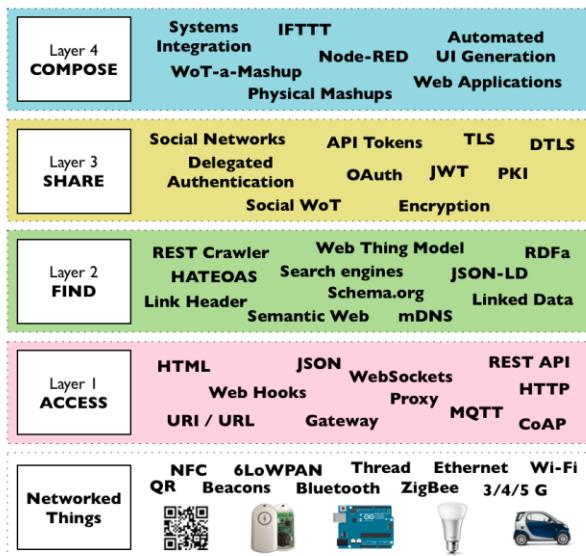 Layer 4
COMPOSE
Systems
Integration
IFTTT
Node-RED
Automated
UI Generation
WoT-a-Mashup
Physical Mashups
Web Applications
Layer 3
SHARE
Social Networks
API Tokens
TLS
DTLS
Delegated
Authentication
OAuth
JWT
PKI
Social WoT
Encryption
Layer 2
FIND
REST Crawler
Web Thing Model
RDFa
HATEOAS
Search engines
JSON-LD
Link Header
Schema.org
Linked Data
Semantic Web
mDNS
Layer 1
ACCESS
HTML
JSON
WebSockets
REST API
Web Hooks
Proxy
HTTP
URI / URL
Gateway
MQTT
CoAP
Networked
Things
NFC
6LoWPAN
Thread
Ethernet
Wi-Fi
QR
Beacons
Bluetooth
ZigBee
3/4/5 G